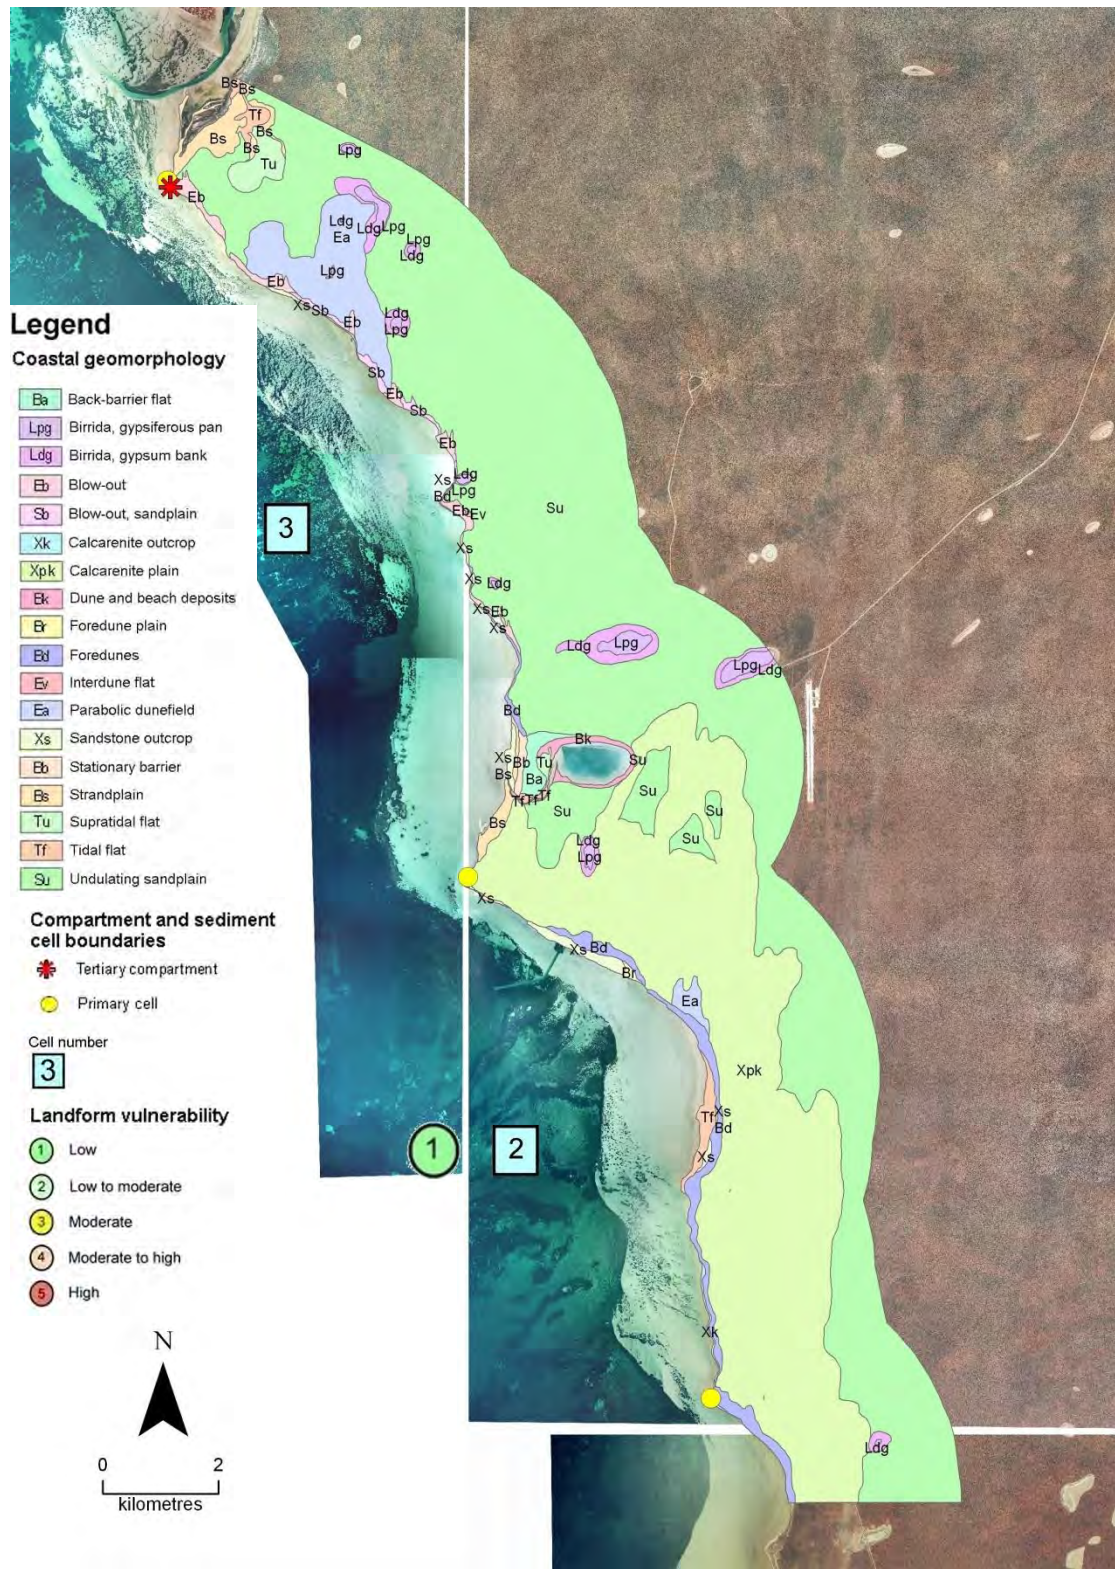 Bs
Bs
Tf
Bs
Bs
Bs
Tu
Lpg
Eb
Ldg
Ea
Ldg
Lpg
Lpg
Ldg
Lpg
Eb
Xs
Sb
Eb
Ldg
Lpg
Sb
Eb
Sb
Eb
Ldg
Xs
Lpg
Bd
Eb
Ev
Su
3
Xs
Xs
Ldg
Xs
Eb
Xs
Ldg
Lpg
Lpg
Ldg
Bd
Bk
Xs
Bb
Tu
Su
Bs
Ba
Tf
Tf
Tf
Su
Su
Su
Bs
Su
Ldg
Lpg
Xs
Xs
Bd
Br
Ea
Xpk
Tf
Xs
Bd
Xs
1
2
Xk
Ldg
Legend
Coastal geomorphology
Ba Back-barrier flat
Lpg Birrida, gypsiferous pan
Ldg Birrida, gypsum bank
Eb Blow-out
Sb Blow-out, sandplain
Xk Calcarenite outcrop
Xpk Calcarenite plain
Bk Dune and beach deposits
Br Foredune plain
Bd Foredunes
Ev Interdune flat
Ea Parabolic dunefield
Xs Sandstone outcrop
Bb Stationary barrier
Bs Strandplain
Tu Supratidal flat
Tf Tidal flat
Su Undulating sandplain
Compartment and sediment
cell boundaries
Tertiary compartment
Primary cell
Cell number
3
Landform vulnerability
1 Low
2 Low to moderate
3 Moderate
4 Moderate to high
5 High
N
0 2
kilometres